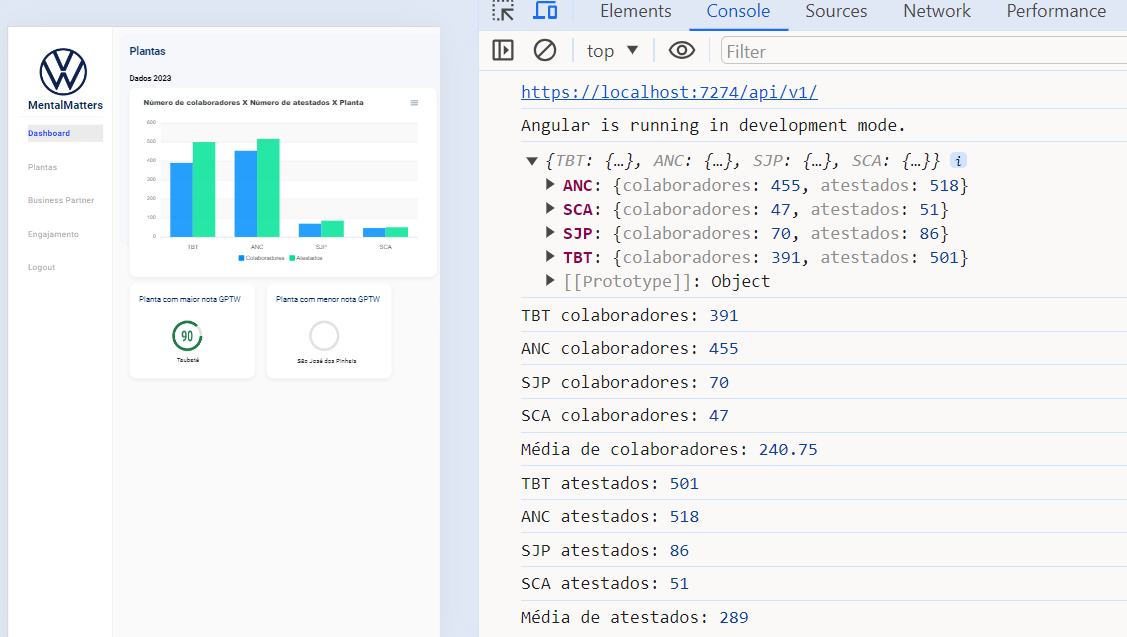 MentalMatters
Dashboard
Plantas
Business Partner
Engajamento
Logout
Plantas
Dados 2023
Número de colaboradores X Número de atestados X Planta
600
500
400
300
200
100
0
TBT ANC SJP SCA
Colaboradores Atestados
Planta com maior nota GPTW
90
Taubaté
Planta com menor nota GPTW
São José dos Pinhais
Elements Console Sources Network Performance
top Filter
https://localhost:7274/api/v1/
Angular is running in development mode.
{TBT: {…}, ANC: {…}, SJP: {…}, SCA: {…}} i
ANC: {colaboradores: 455, atestados: 518}
SCA: {colaboradores: 47, atestados: 51}
SJP: {colaboradores: 70, atestados: 86}
TBT: {colaboradores: 391, atestados: 501}
[[Prototype]]: Object
TBT colaboradores: 391
ANC colaboradores: 455
SJP colaboradores: 70
SCA colaboradores: 47
Média de colaboradores: 240.75
TBT atestados: 501
ANC atestados: 518
SJP atestados: 86
SCA atestados: 51
Média de atestados: 289